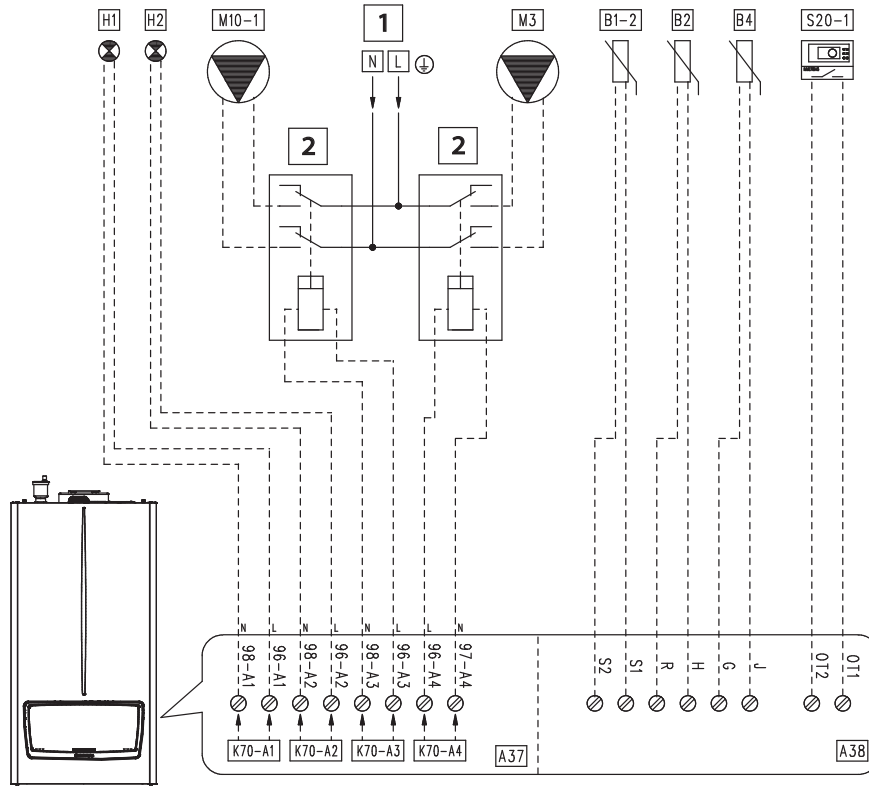 H1 H2 M10-1 1 M3 B1-2 B2 B4 S20-1
N L
2 2
N L N L N L L N
98-A1 96-A1 98-A2 96-A2 98-A3 96-A3 96-A4 97-A4 S2 S1 R H G J OT2 OT1
K70-A1 K70-A2 K70-A3 K70-A4 A37 A38